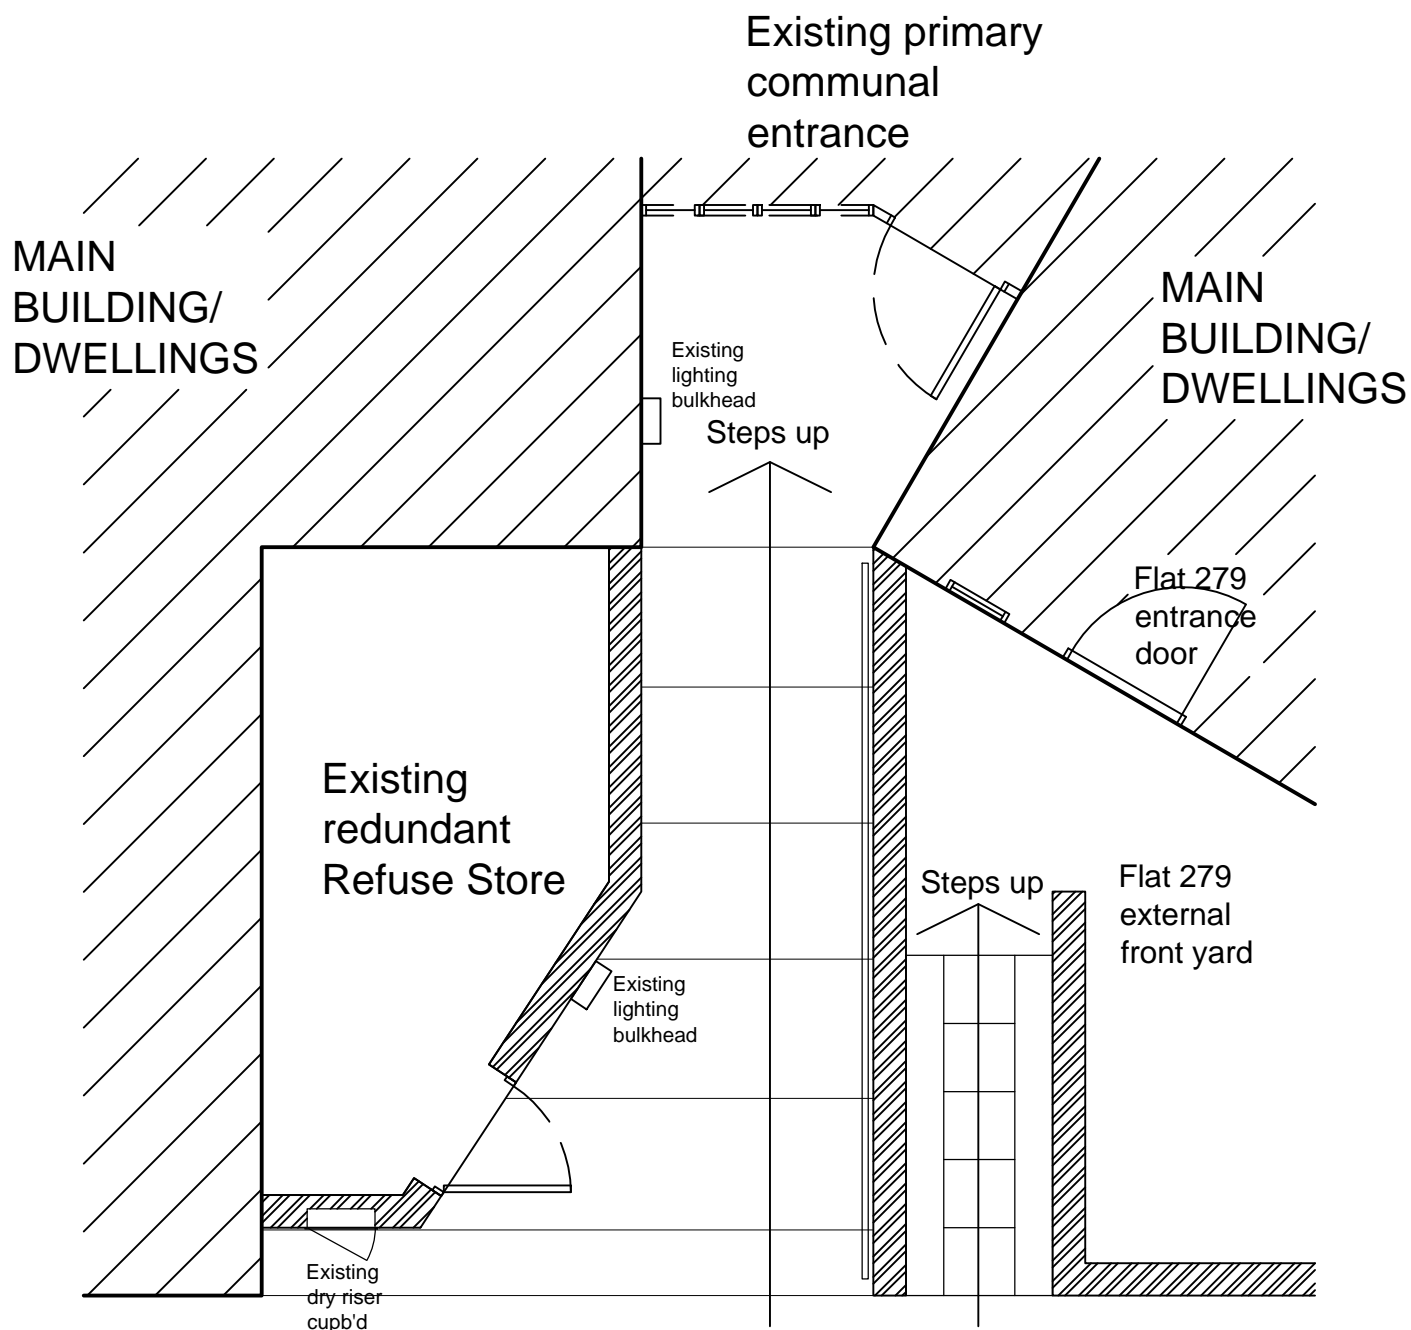 Existing primary
communal
entrance
MAIN
BUILDING/
DWELLINGS
MAIN
BUILDING/
DWELLINGS
Existing
lighting
bulkhead
Steps up
Flat 279
entrance
door
Existing
redundant
Refuse Store
Steps up
Flat 279
external
front yard
Existing
lighting
bulkhead
Existing
dry riser
cupb'd